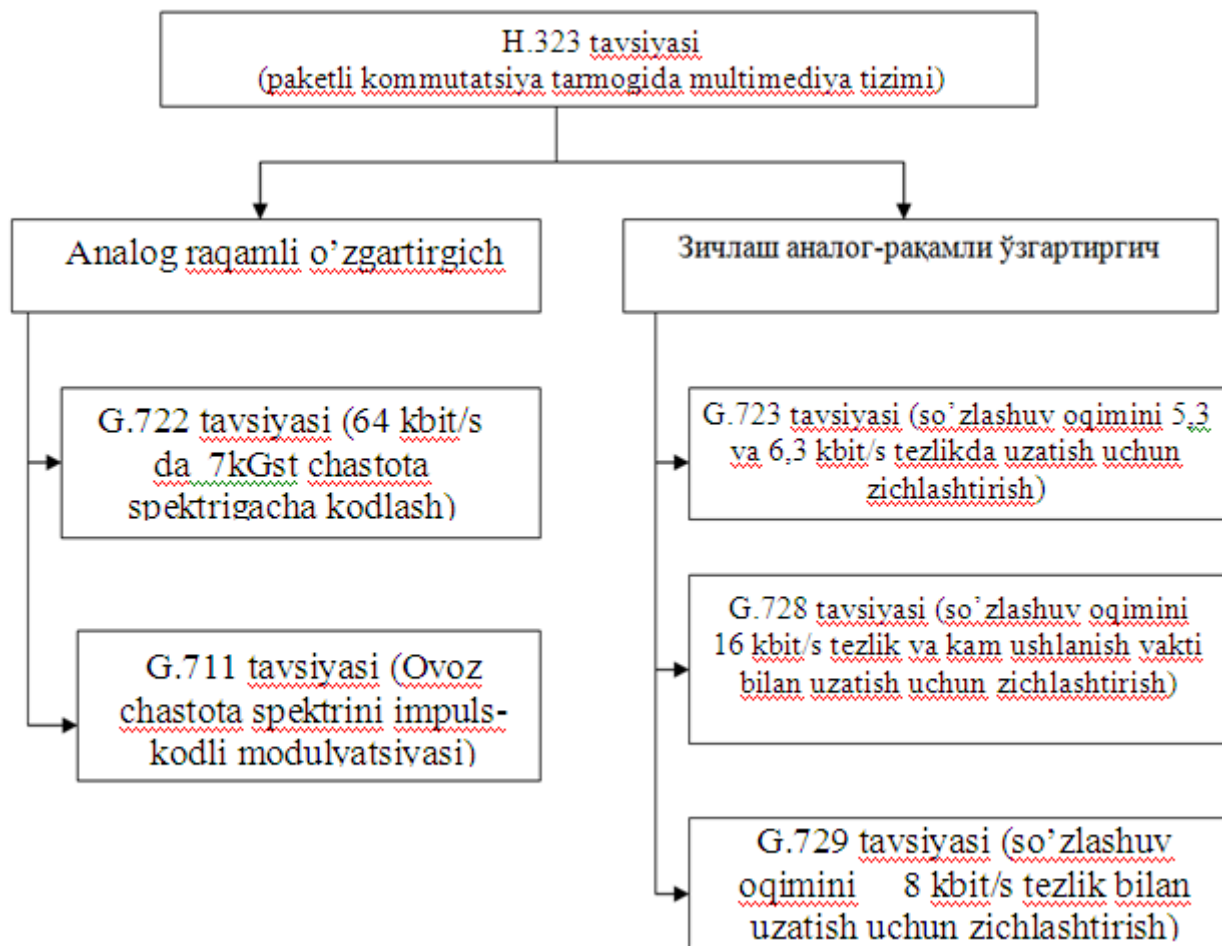 H.323 tavsiyasi
(paketli kommutatsiya tarmogida multimediya tizimi)
Analog raqamli o’zgartirgich
Зичлаш аналог-рақамли ўзгартиргич
G.722 tavsiyasi (64 kbit/s
da 7kGst chastota
spektrigacha kodlash)
G.711 tavsiyasi (Ovoz
chastota spektrini impuls-
kodli modulyatsiyasi)
G.723 tavsiyasi (so’zlashuv oqimini 5,3
va 6,3 kbit/s tezlikda uzatish uchun
zichlashtirish)
G.728 tavsiyasi (so’zlashuv oqimini
16 kbit/s tezlik va kam ushlanish vakti
bilan uzatish uchun zichlashtirish)
G.729 tavsiyasi (so’zlashuv
oqimini 8 kbit/s tezlik bilan
uzatish uchun zichlashtirish)